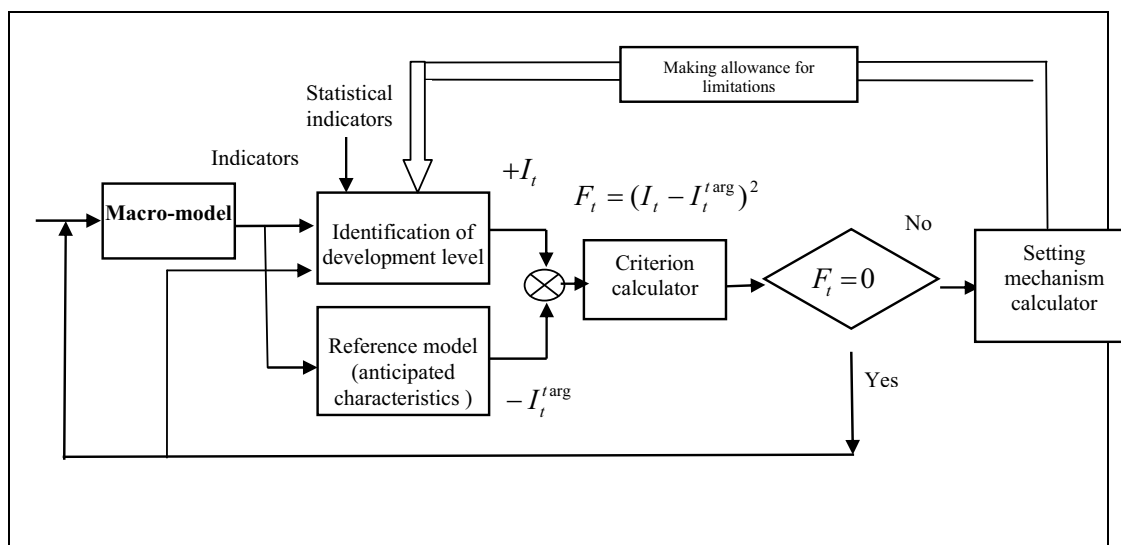 Making allowance for
limitations
Statistical
indicators
Indicators
+I_t
F_t = (I_t − I_t^{targ})^2
No
Macro-model
Identification of
development level
Criterion
calculator
F_t = 0
Setting
mechanism
calculator
Reference model
(anticipated
characteristics )
− I_t^{targ}
Yes